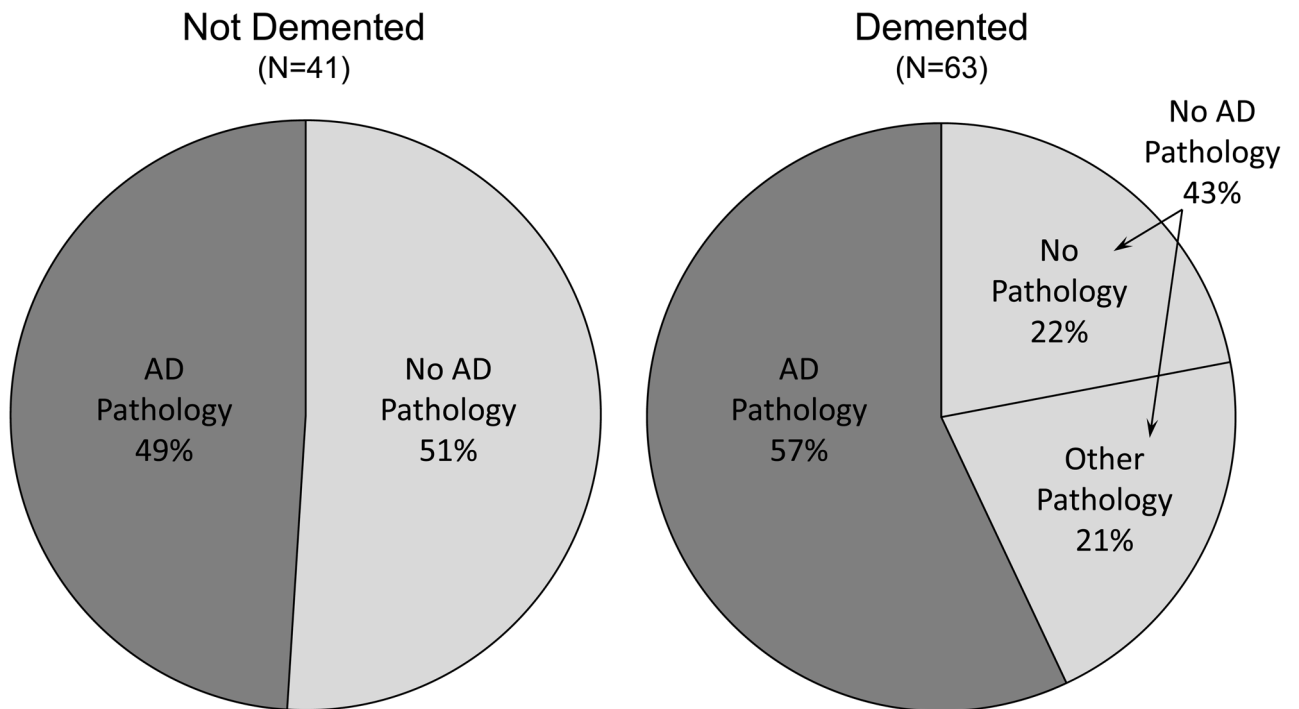 Not Demented
(N=41)
AD
Pathology
49%
No AD
Pathology
51%
Demented
(N=63)
No AD
Pathology
43%
No
Pathology
22%
AD
Pathology
57%
Other
Pathology
21%